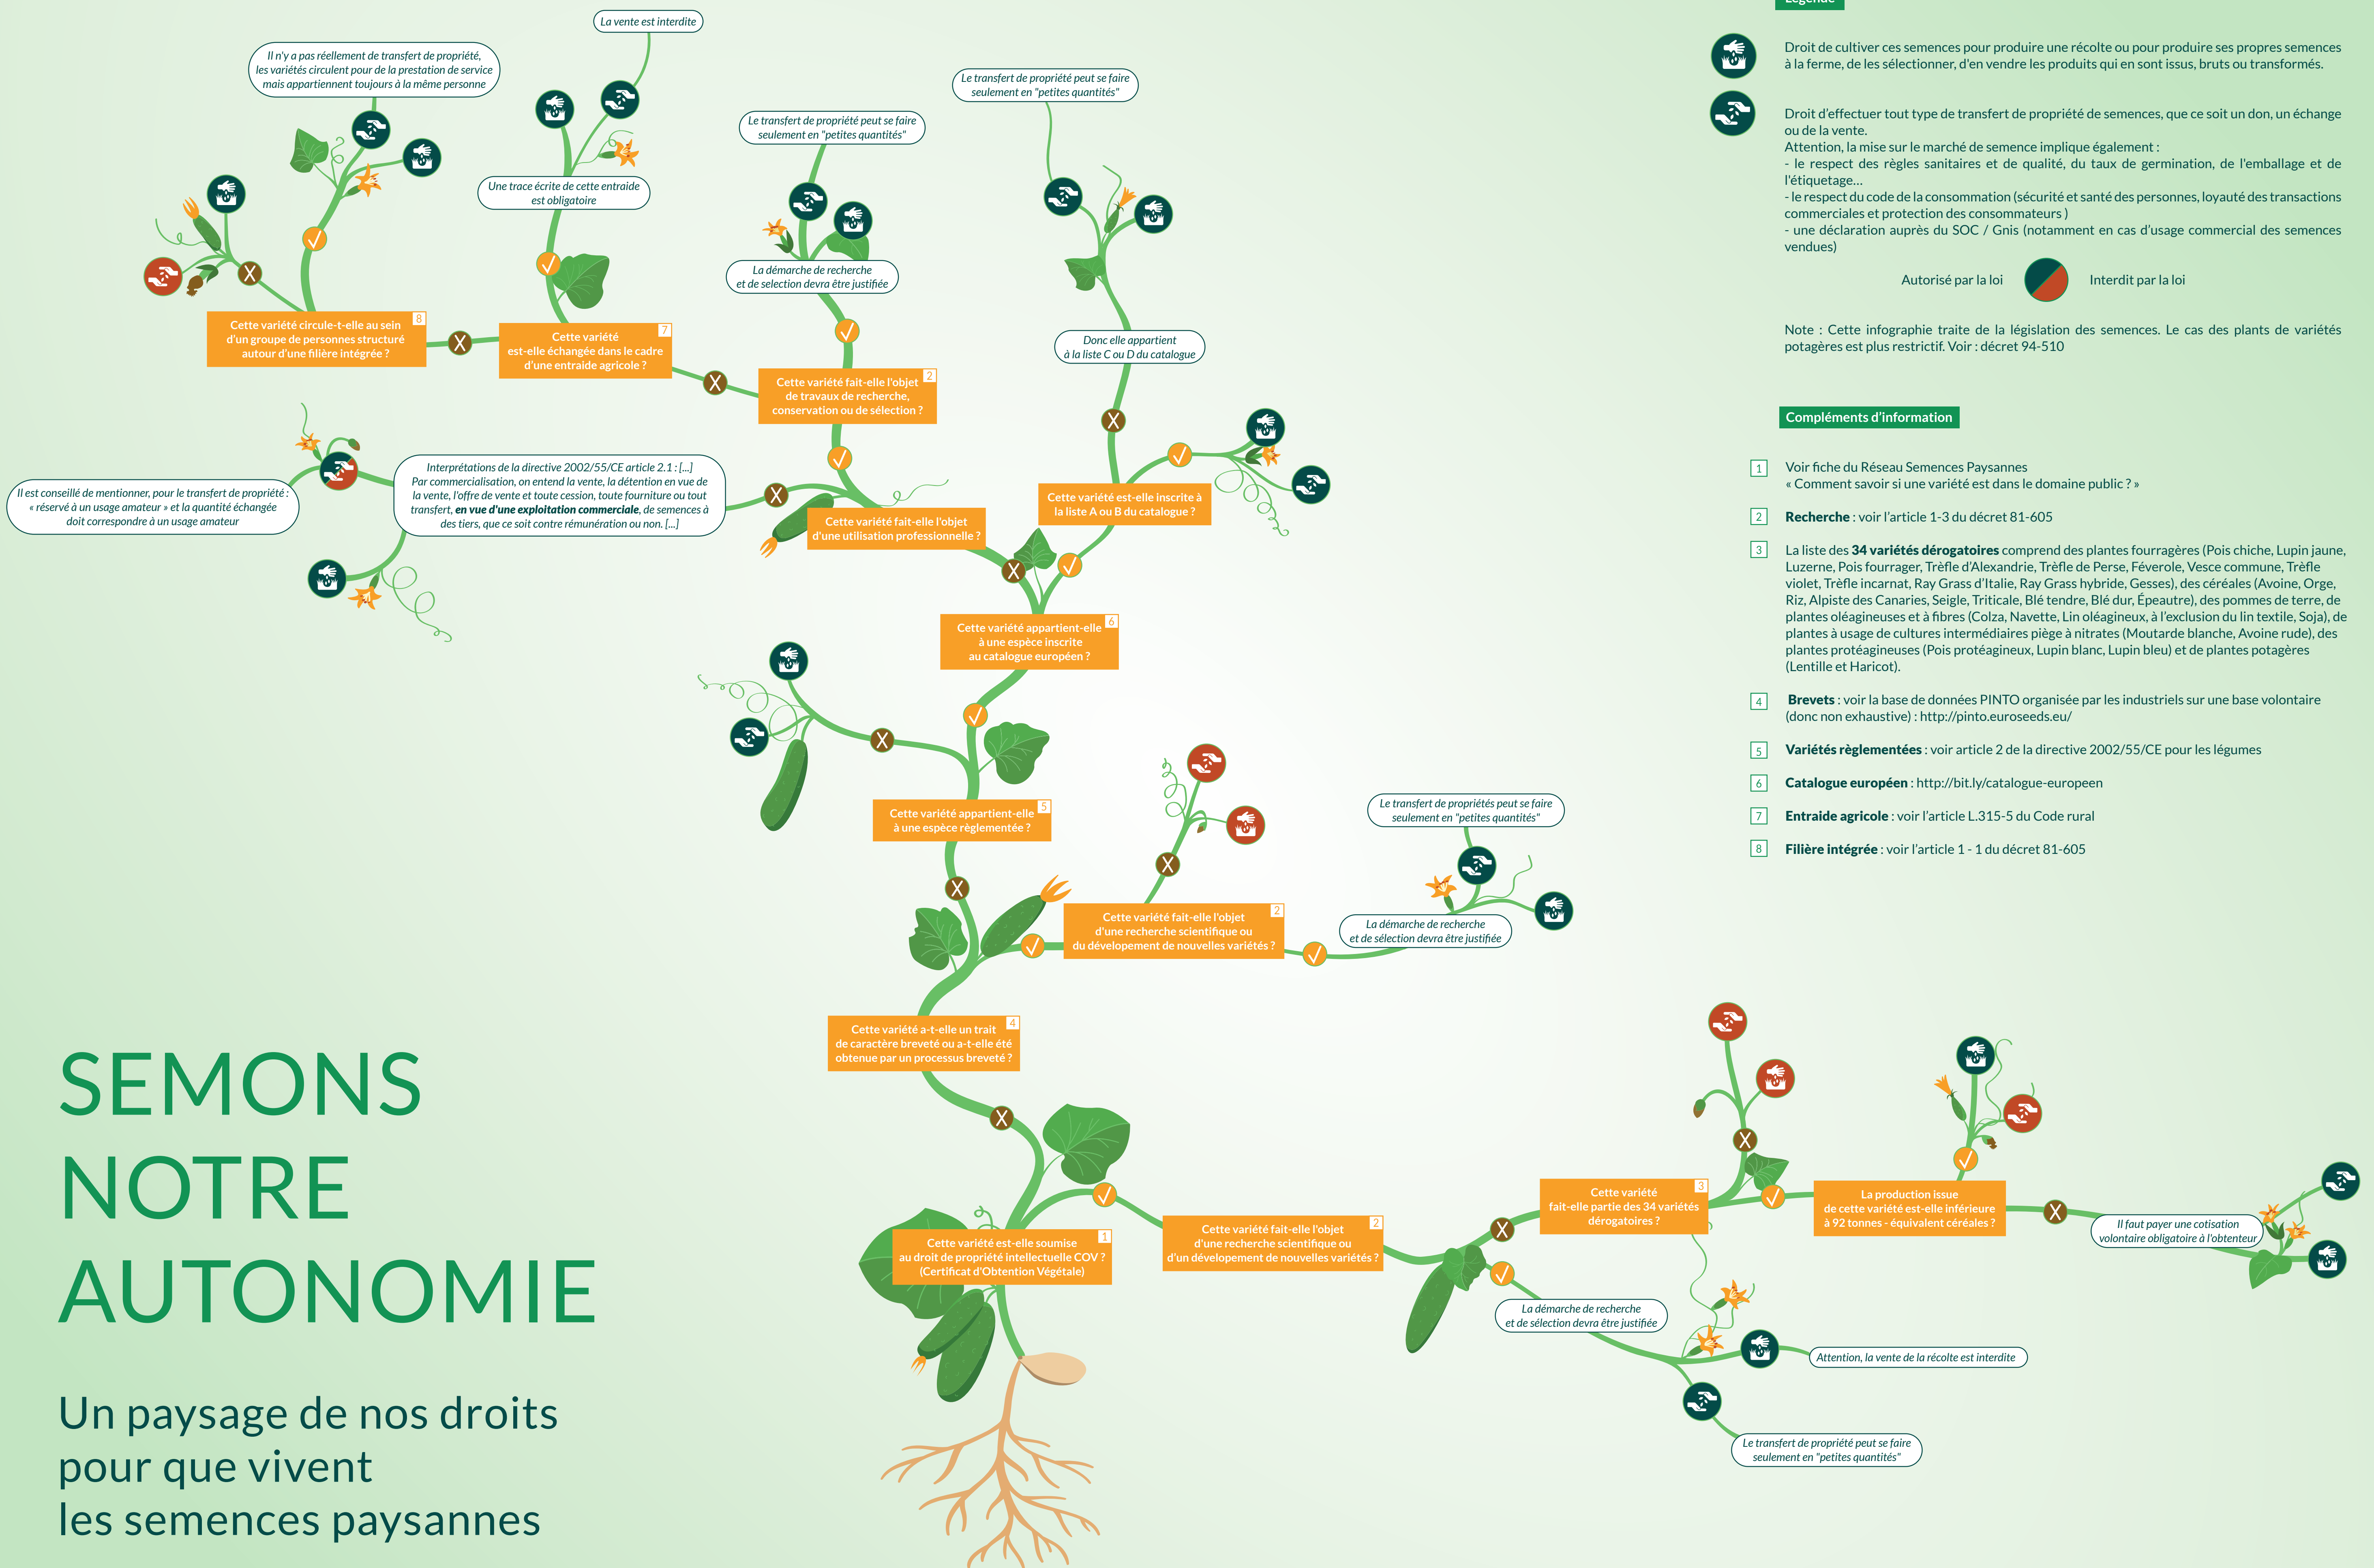 La vente est interdite
Il n'y a pas réellement de transfert de propriété,
les variétés circulent pour de la prestation de service
mais appartiennent toujours à la même personne
Le transfert de propriété peut se faire
seulement en "petites quantités"
Le transfert de propriété peut se faire
seulement en "petites quantités"
Une trace écrite de cette entraide
est obligatoire
La démarche de recherche
et de selection devra être justifiée
Donc elle appartient
à la liste C ou D du catalogue
8
Cette variété circule-t-elle au sein
d'un groupe de personnes structuré
autour d'une filière intégrée ?
7
Cette variété
est-elle échangée dans le cadre
d'une entraide agricole ?
2
Cette variété fait-elle l'objet
de travaux de recherche,
conservation ou de sélection ?
Il est conseillé de mentionner, pour le transfert de propriété :
« réservé à un usage amateur » et la quantité échangée
doit correspondre à un usage amateur
Interprétations de la directive 2002/55/CE article 2.1 : [...]
Par commercialisation, on entend la vente, la détention en vue de
la vente, l'offre de vente et toute cession, toute fourniture ou tout
transfert, en vue d'une exploitation commerciale, de semences à
des tiers, que ce soit contre rémunération ou non. [...]
Cette variété fait-elle l'objet
d'une utilisation professionnelle ?
Cette variété est-elle inscrite à
la liste A ou B du catalogue ?
6
Cette variété appartient-elle
à une espèce inscrite
au catalogue européen ?
5
Cette variété appartient-elle
à une espèce règlementée ?
2
Cette variété fait-elle l'objet
d'une recherche scientifique ou
du dévelopement de nouvelles variétés ?
Le transfert de propriétés peut se faire
seulement en "petites quantités"
La démarche de recherche
et de sélection devra être justifiée
4
Cette variété a-t-elle un trait
de caractère breveté ou a-t-elle été
obtenue par un processus breveté ?
1
Cette variété est-elle soumise
au droit de propriété intellectuelle COV ?
(Certificat d'Obtention Végétale)
2
Cette variété fait-elle l'objet
d'une recherche scientifique ou
d'un dévelopement de nouvelles variétés ?
3
Cette variété
fait-elle partie des 34 variétés
dérogatoires ?
La production issue
de cette variété est-elle inférieure
à 92 tonnes - équivalent céréales ?
Il faut payer une cotisation
volontaire obligatoire à l'obtenteur
La démarche de recherche
et de sélection devra être justifiée
Attention, la vente de la récolte est interdite
Le transfert de propriété peut se faire
seulement en "petites quantités"
SEMONS
NOTRE
AUTONOMIE
Un paysage de nos droits
pour que vivent
les semences paysannes
Légende
Droit de cultiver ces semences pour produire une récolte ou pour produire ses propres semences
à la ferme, de les sélectionner, d'en vendre les produits qui en sont issus, bruts ou transformés.
Droit d'effectuer tout type de transfert de propriété de semences, que ce soit un don, un échange
ou de la vente.
Attention, la mise sur le marché de semence implique également :
- le respect des règles sanitaires et de qualité, du taux de germination, de l'emballage et de
l'étiquetage...
- le respect du code de la consommation (sécurité et santé des personnes, loyauté des transactions
commerciales et protection des consommateurs )
- une déclaration auprès du SOC / Gnis (notamment en cas d'usage commercial des semences
vendues)
Autorisé par la loi
Interdit par la loi
Note : Cette infographie traite de la législation des semences. Le cas des plants de variétés
potagères est plus restrictif. Voir : décret 94-510
Compléments d'information
1 Voir fiche du Réseau Semences Paysannes
« Comment savoir si une variété est dans le domaine public ? »
2 Recherche : voir l'article 1-3 du décret 81-605
3 La liste des 34 variétés dérogatoires comprend des plantes fourragères (Pois chiche, Lupin jaune,
Luzerne, Pois fourrager, Trèfle d'Alexandrie, Trèfle de Perse, Féverole, Vesce commune, Trèfle
violet, Trèfle incarnat, Ray Grass d'Italie, Ray Grass hybride, Gesses), des céréales (Avoine, Orge,
Riz, Alpiste des Canaries, Seigle, Triticale, Blé tendre, Blé dur, Épeautre), des pommes de terre, de
plantes oléagineuses et à fibres (Colza, Navette, Lin oléagineux, à l'exclusion du lin textile, Soja), de
plantes à usage de cultures intermédiaires piège à nitrates (Moutarde blanche, Avoine rude), des
plantes protéagineuses (Pois protéagineux, Lupin blanc, Lupin bleu) et de plantes potagères
(Lentille et Haricot).
4 Brevets : voir la base de données PINTO organisée par les industriels sur une base volontaire
(donc non exhaustive) : http://pinto.euroseeds.eu/
5 Variétés règlementées : voir article 2 de la directive 2002/55/CE pour les légumes
6 Catalogue européen : http://bit.ly/catalogue-europeen
7 Entraide agricole : voir l'article L.315-5 du Code rural
8 Filière intégrée : voir l'article 1 - 1 du décret 81-605